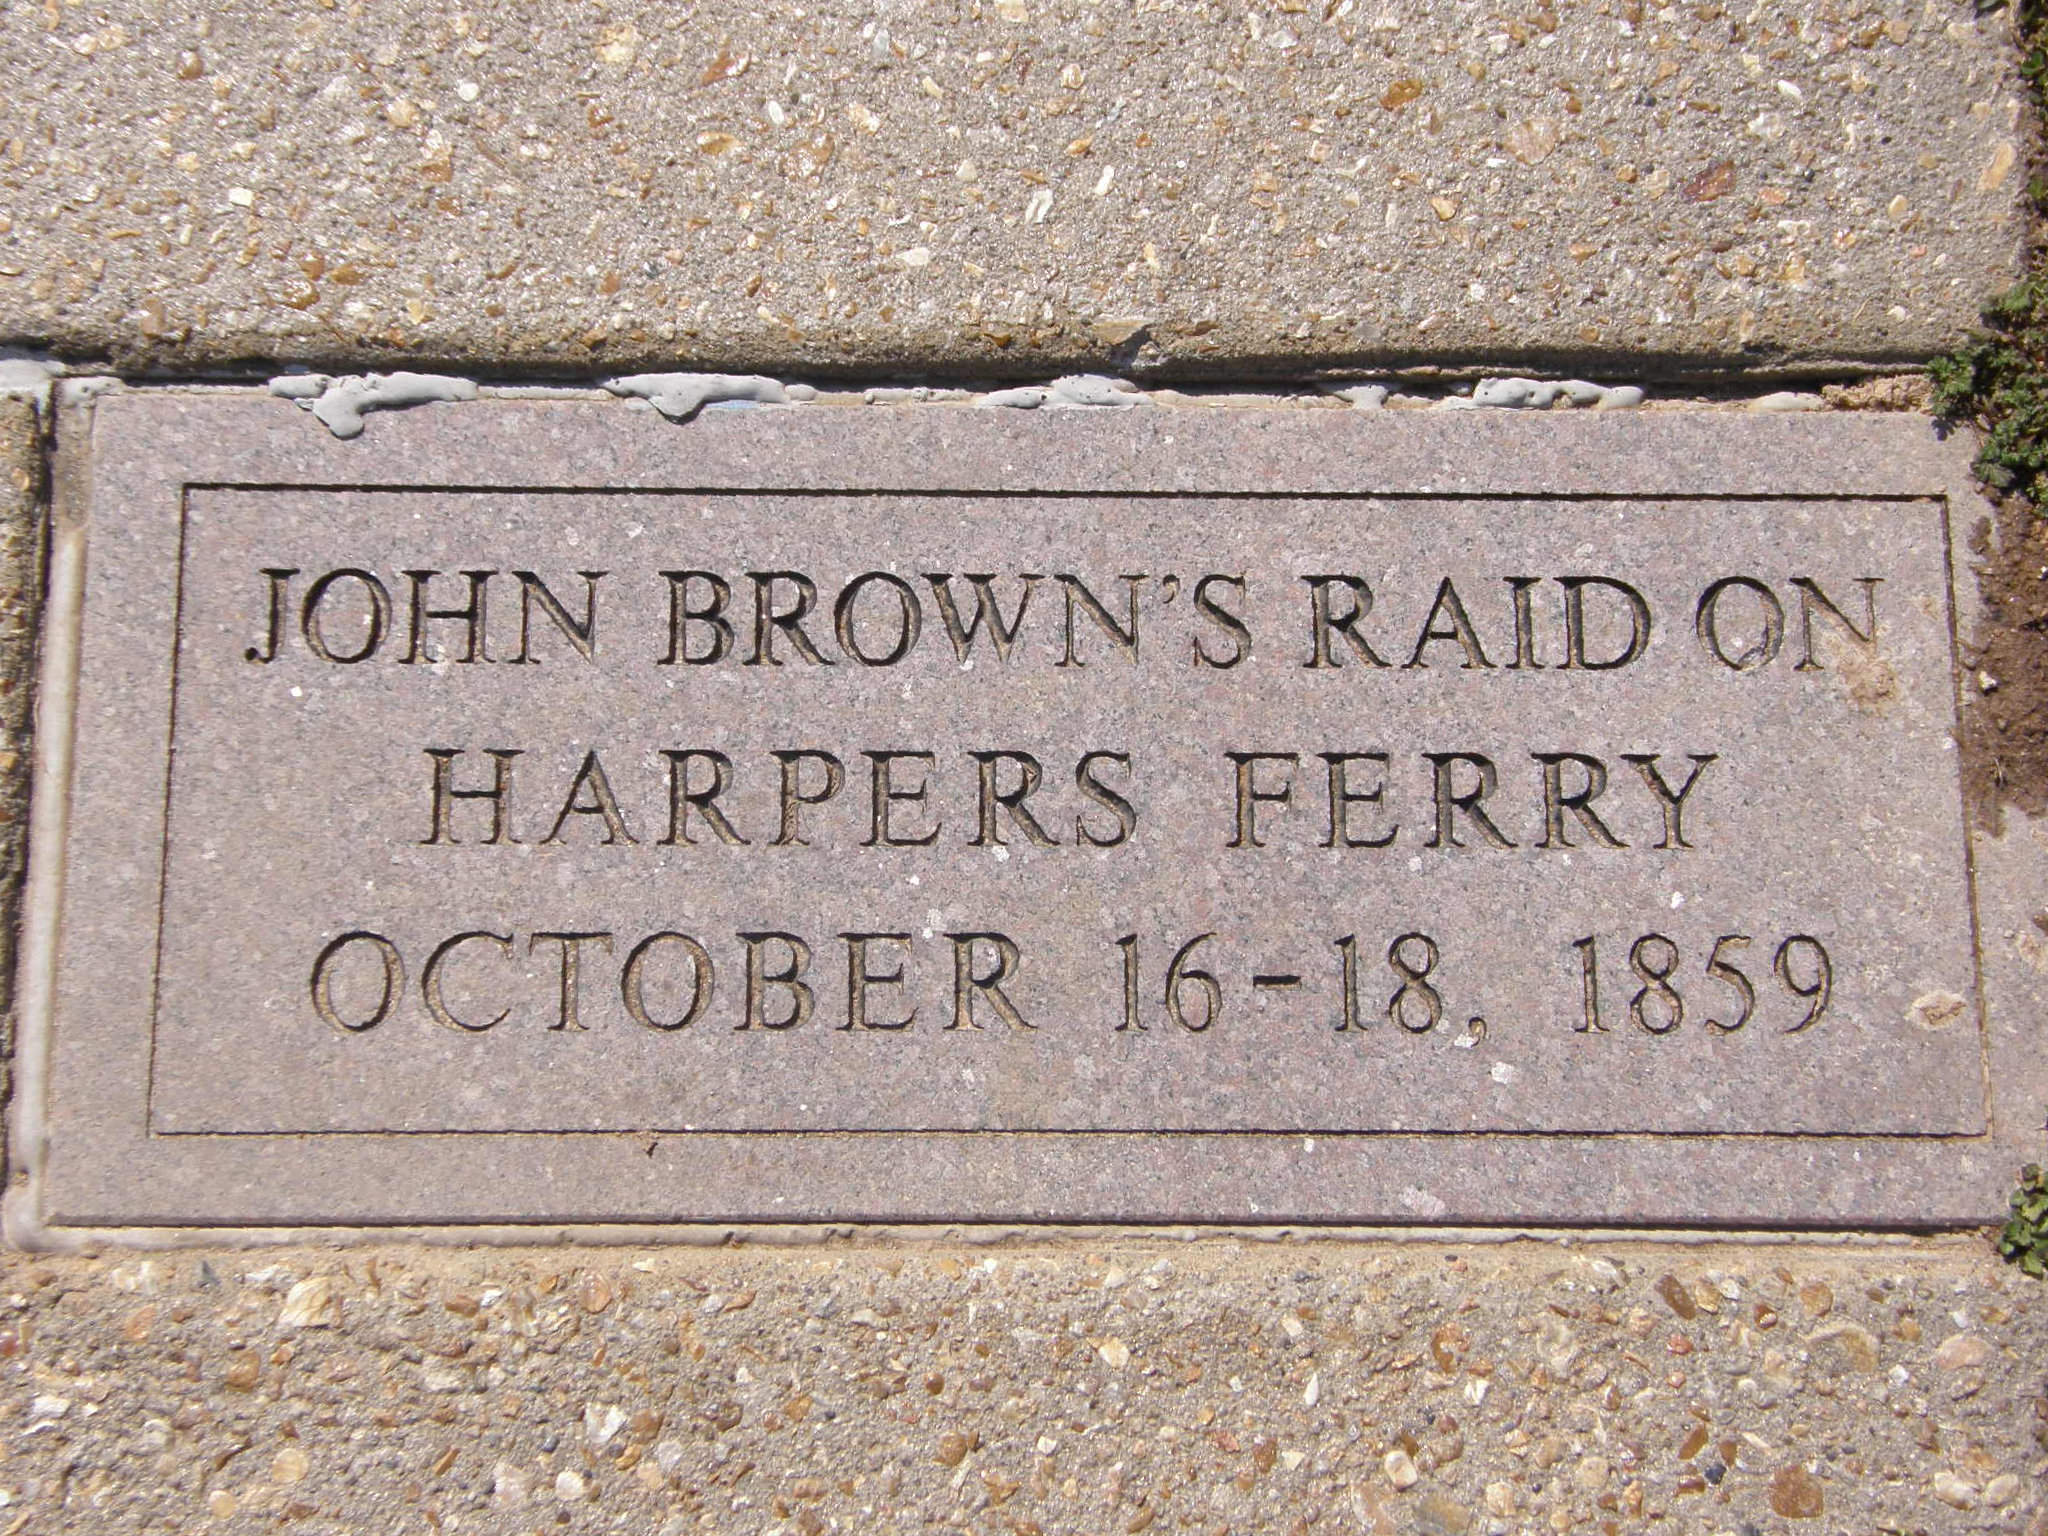 JOHN BROWN'S RAID ON
HARPERS FERRY
OCTOBER 16-18, 1859